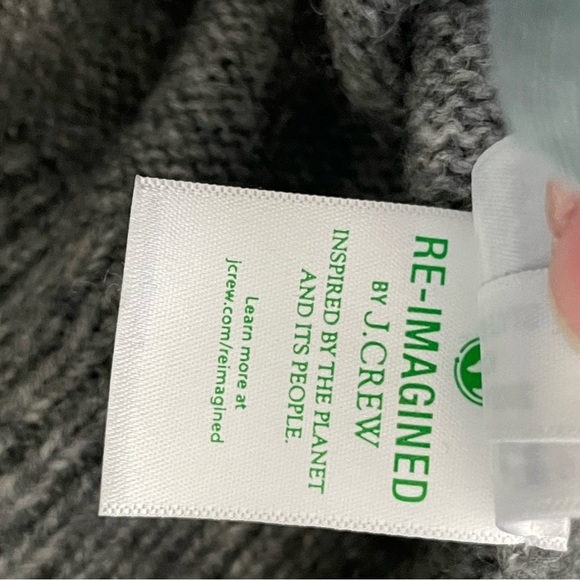 RE-IMAGINED
BY J.CREW
INSPIRED BY THE PLANET
AND ITS PEOPLE.
Learn more at
jcrew.com/reimagined